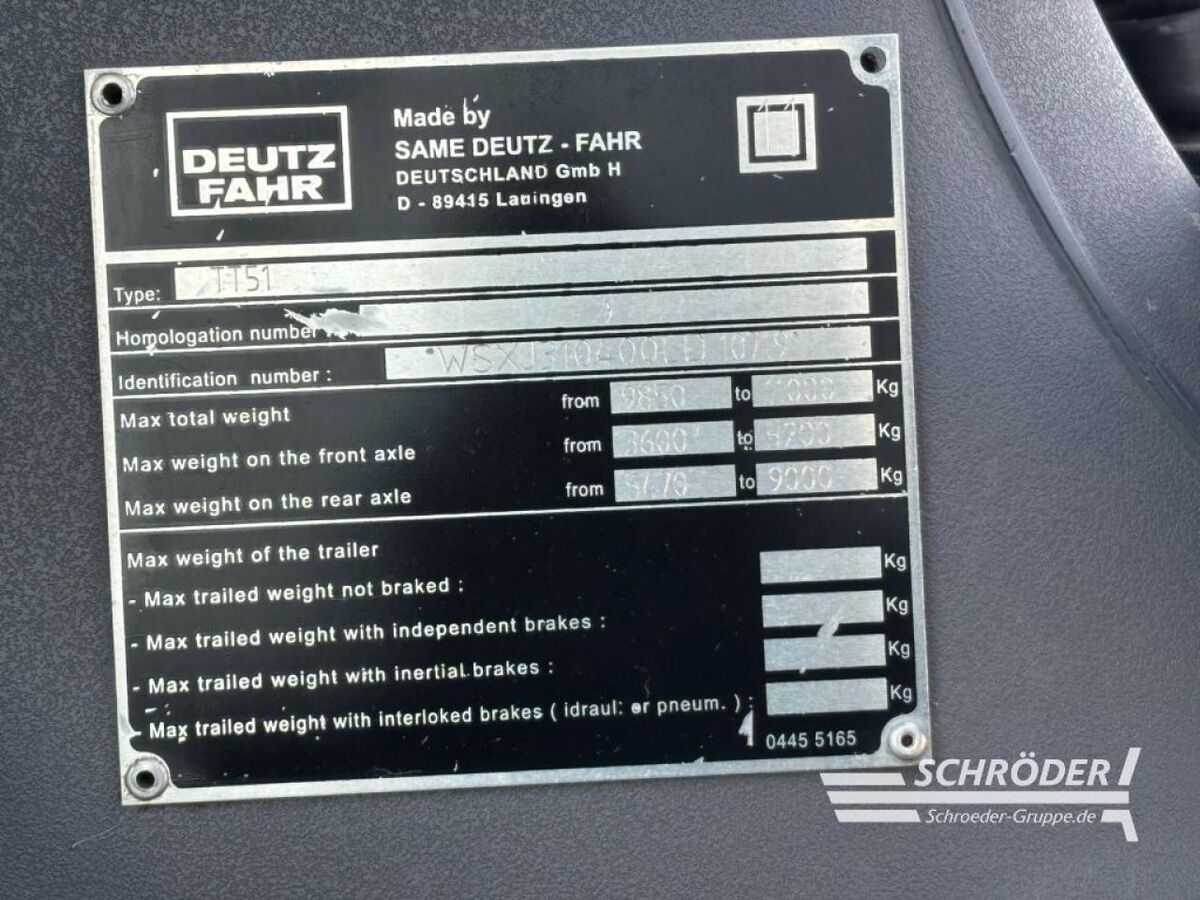 DEUTZ
FAHR
Made by
SAME DEUTZ - FAHR
DEUTSCHLAND Gmb H
D - 89415 Lauingen
Type: TT51
Homologation number
Identification number :
Max total weight from 9850 to Kg
Max weight on the front axle from 3600 to Kg
Max weight on the rear axle from to 9000 Kg
Max weight of the trailer
- Max trailed weight not braked : Kg
- Max trailed weight with independent brakes : Kg
- Max trailed weight with inertial brakes : Kg
- Max trailed weight with interloked brakes ( idraul: or pneum. ) : Kg
0445 5165
SCHRÖDER
Schroeder-Gruppe.de